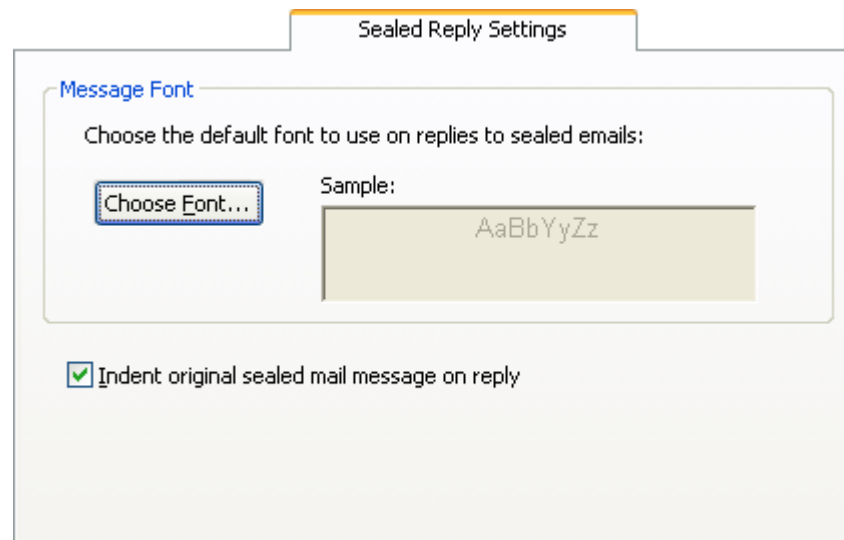 Sealed Reply Settings
Message Font
Choose the default font to use on replies to sealed emails:
Choose Font...
Sample:
AaBbYyZz
Indent original sealed mail message on reply